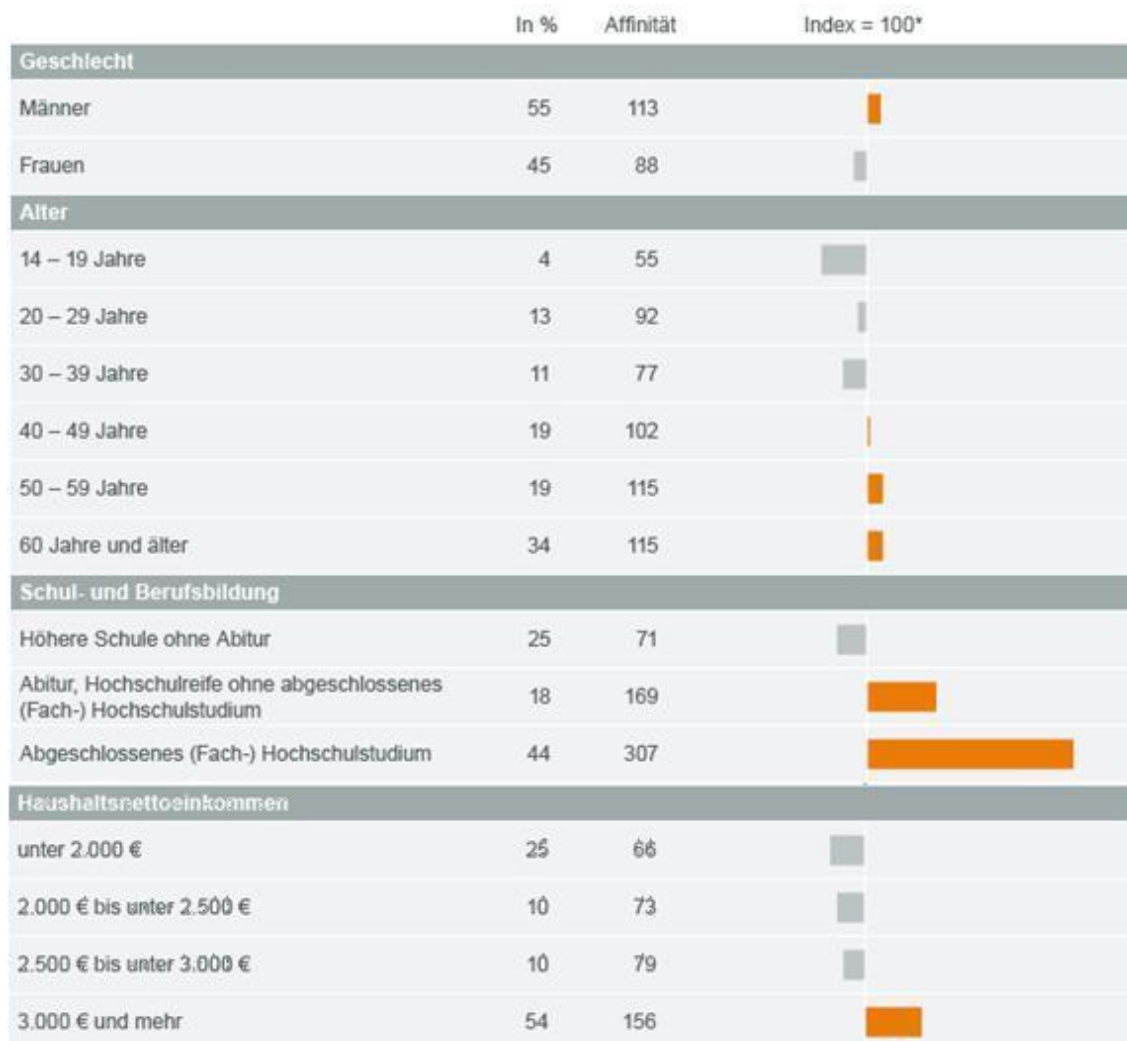 In % Affinität Index = 100*
Geschlecht
Männer 55 113
Frauen 45 88
Alter
14 – 19 Jahre 4 55
20 – 29 Jahre 13 92
30 – 39 Jahre 11 77
40 – 49 Jahre 19 102
50 – 59 Jahre 19 115
60 Jahre und älter 34 115
Schul- und Berufsbildung
Höhere Schule ohne Abitur 25 71
Abitur, Hochschulreife ohne abgeschlossenes
(Fach-) Hochschulstudium 18 169
Abgeschlossenes (Fach-) Hochschulstudium 44 307
Haushaltsnettoeinkommen
unter 2.000 € 25 66
2.000 € bis unter 2.500 € 10 73
2.500 € bis unter 3.000 € 10 79
3.000 € und mehr 54 156